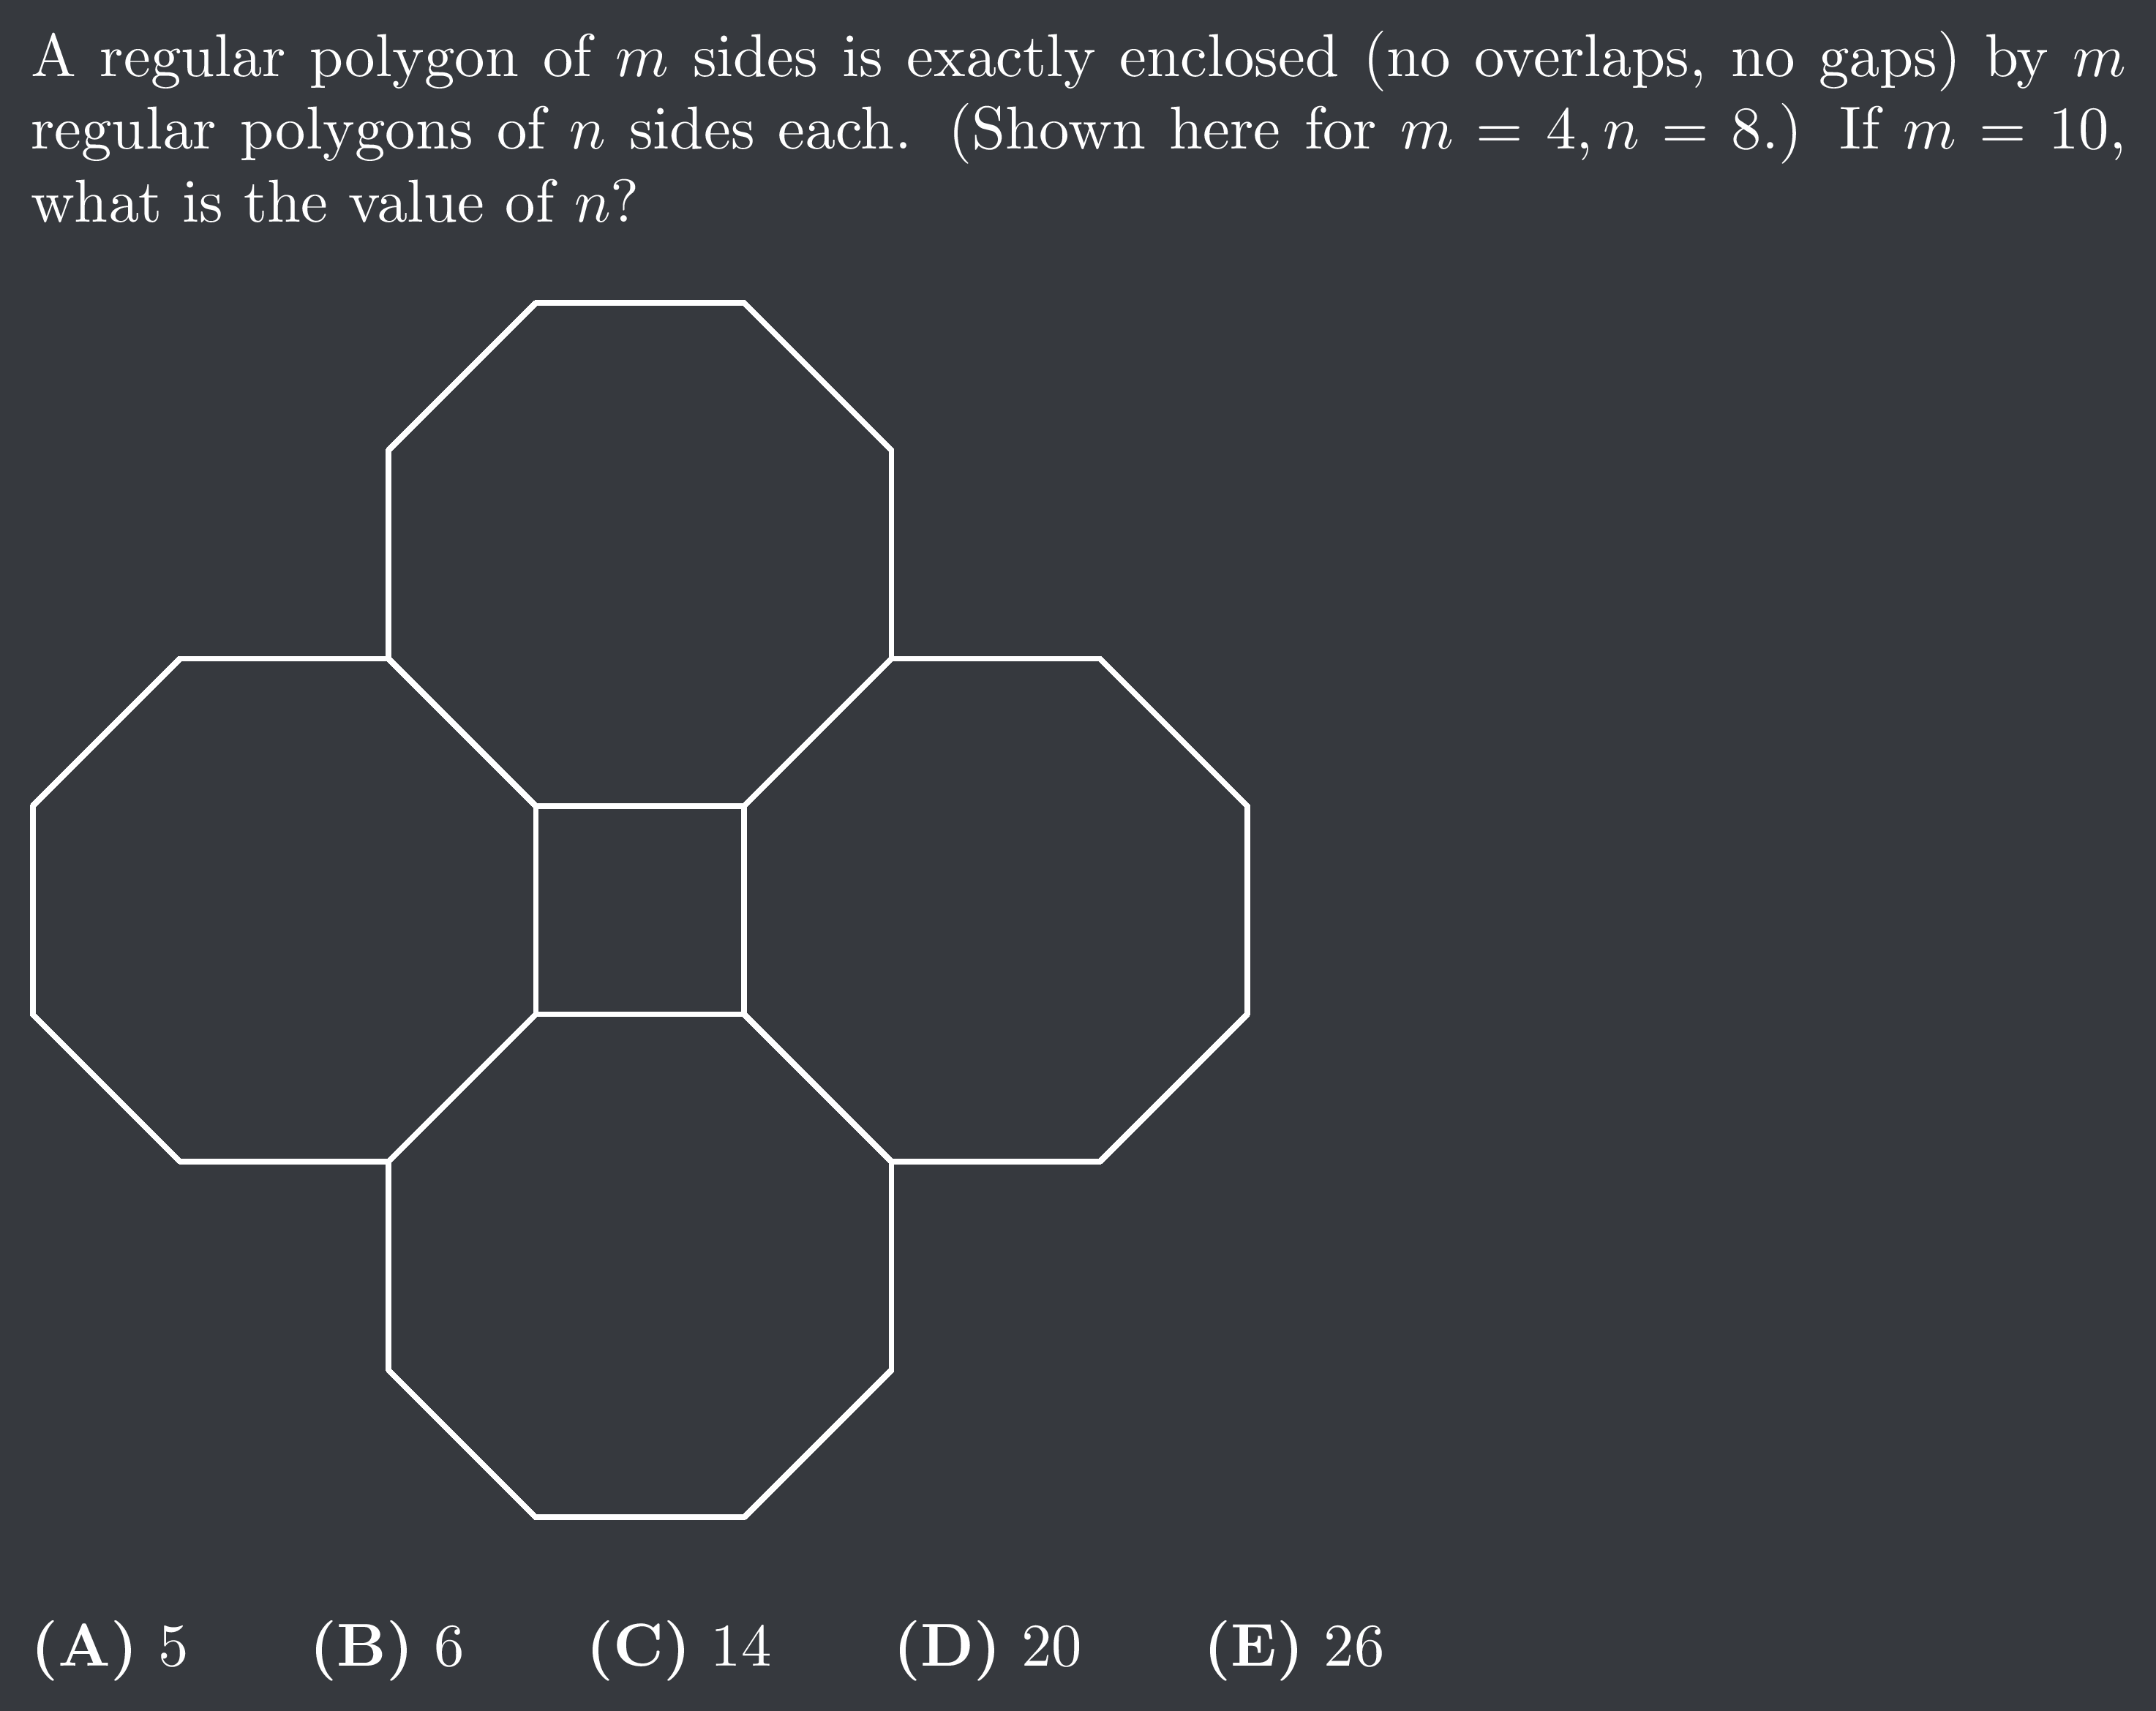 A regular polygon of m sides is exactly enclosed (no overlaps, no gaps) by m
regular polygons of n sides each. (Shown here for m = 4, n = 8.) If m = 10,
what is the value of n?
(A) 5 (B) 6 (C) 14 (D) 20 (E) 26